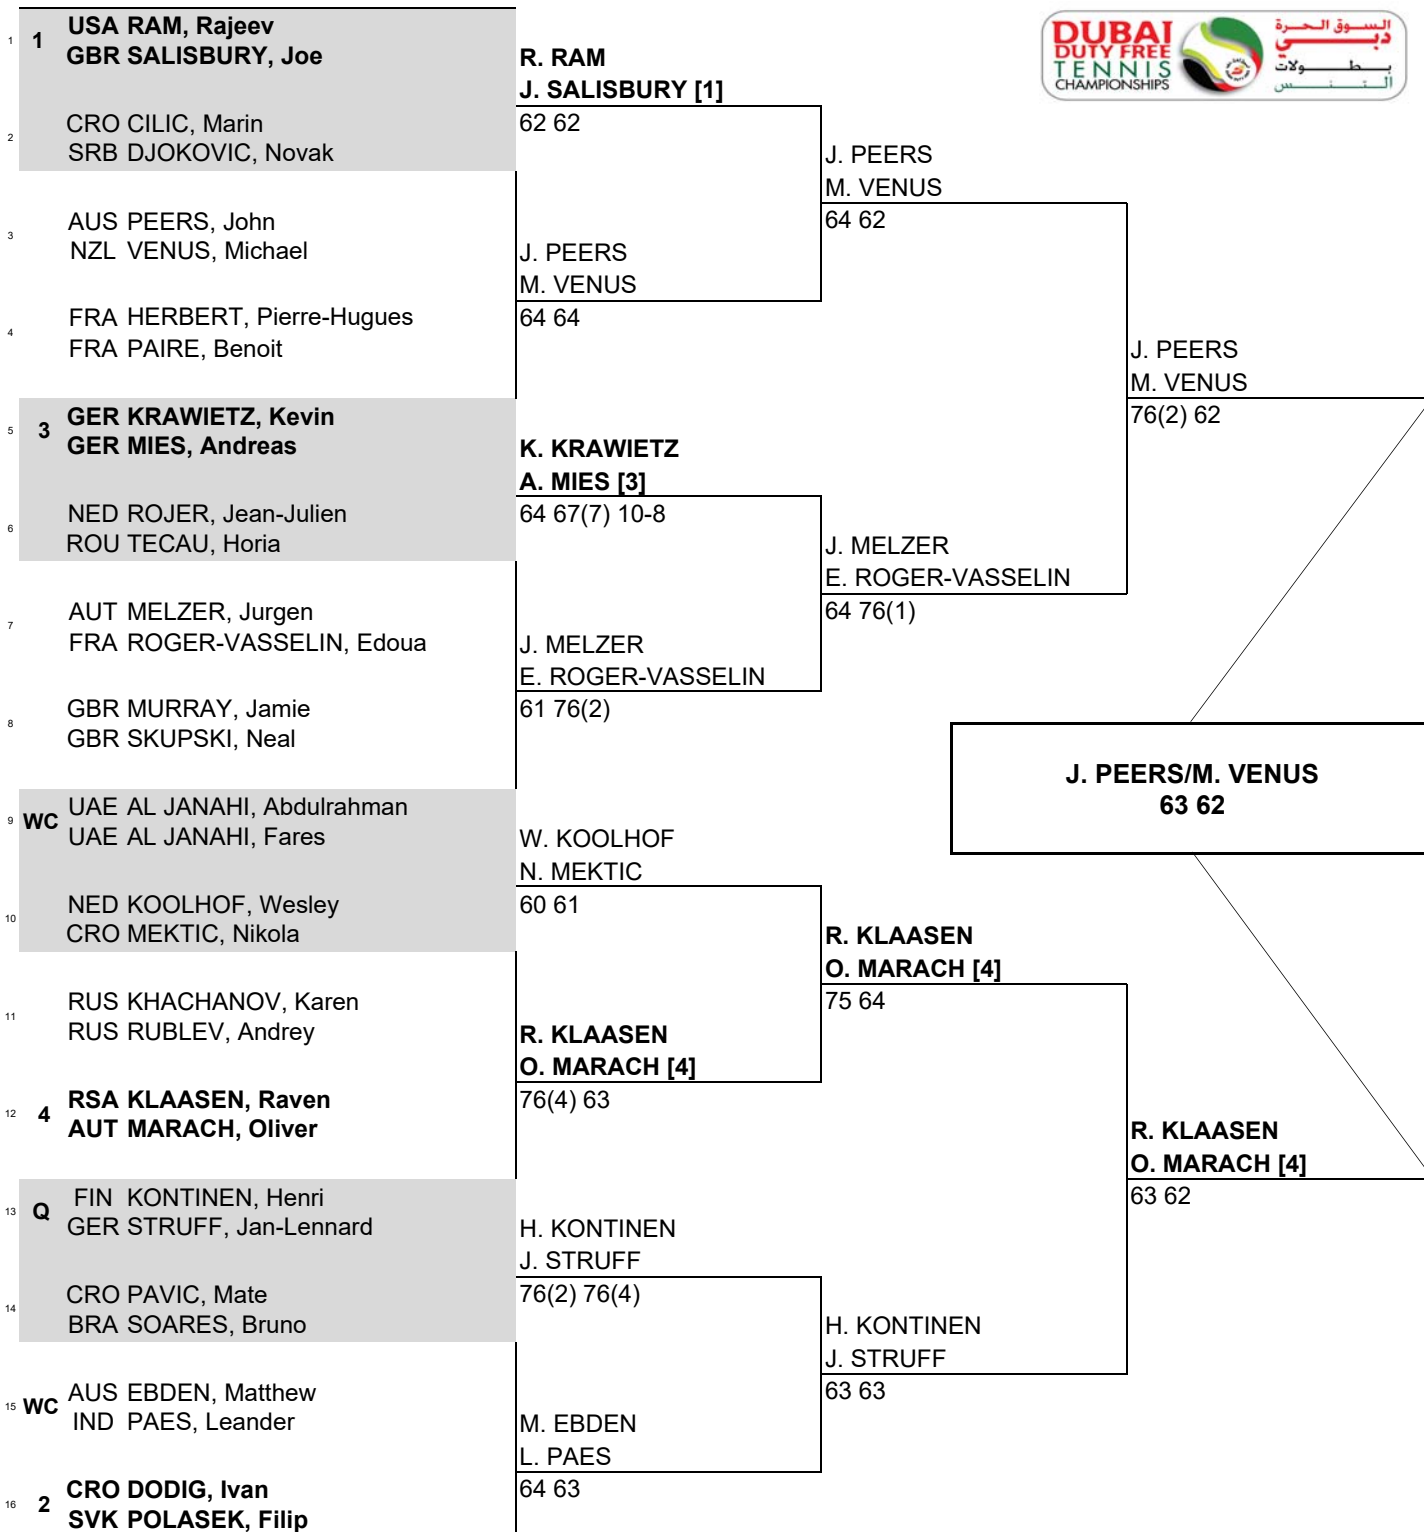 1 1 USA RAM, Rajeev
GBR SALISBURY, Joe
2 CRO CILIC, Marin
SRB DJOKOVIC, Novak
3 AUS PEERS, John
NZL VENUS, Michael
4 FRA HERBERT, Pierre-Hugues
FRA PAIRE, Benoit
5 3 GER KRAWIETZ, Kevin
GER MIES, Andreas
6 NED ROJER, Jean-Julien
ROU TECAU, Horia
7 AUT MELZER, Jurgen
FRA ROGER-VASSELIN, Edoua
8 GBR MURRAY, Jamie
GBR SKUPSKI, Neal
9 WC UAE AL JANAHI, Abdulrahman
UAE AL JANAHI, Fares
10 NED KOOLHOF, Wesley
CRO MEKTIC, Nikola
11 RUS KHACHANOV, Karen
RUS RUBLEV, Andrey
12 4 RSA KLAASEN, Raven
AUT MARACH, Oliver
13 Q FIN KONTINEN, Henri
GER STRUFF, Jan-Lennard
14 CRO PAVIC, Mate
BRA SOARES, Bruno
15 WC AUS EBDEN, Matthew
IND PAES, Leander
16 2 CRO DODIG, Ivan
SVK POLASEK, Filip
R. RAM
J. SALISBURY [1]
62 62
J. PEERS
M. VENUS
64 64
K. KRAWIETZ
A. MIES [3]
64 67(7) 10-8
J. MELZER
E. ROGER-VASSELIN
61 76(2)
W. KOOLHOF
N. MEKTIC
60 61
R. KLAASEN
O. MARACH [4]
76(4) 63
H. KONTINEN
J. STRUFF
76(2) 76(4)
M. EBDEN
L. PAES
64 63
J. PEERS
M. VENUS
64 62
J. MELZER
E. ROGER-VASSELIN
64 76(1)
R. KLAASEN
O. MARACH [4]
75 64
H. KONTINEN
J. STRUFF
63 63
J. PEERS
M. VENUS
76(2) 62
R. KLAASEN
O. MARACH [4]
63 62
J. PEERS/M. VENUS
63 62
DUBAI
DUTY FREE
TENNIS
CHAMPIONSHIPS
السوق الحرة
دبي
بطولات
التنس